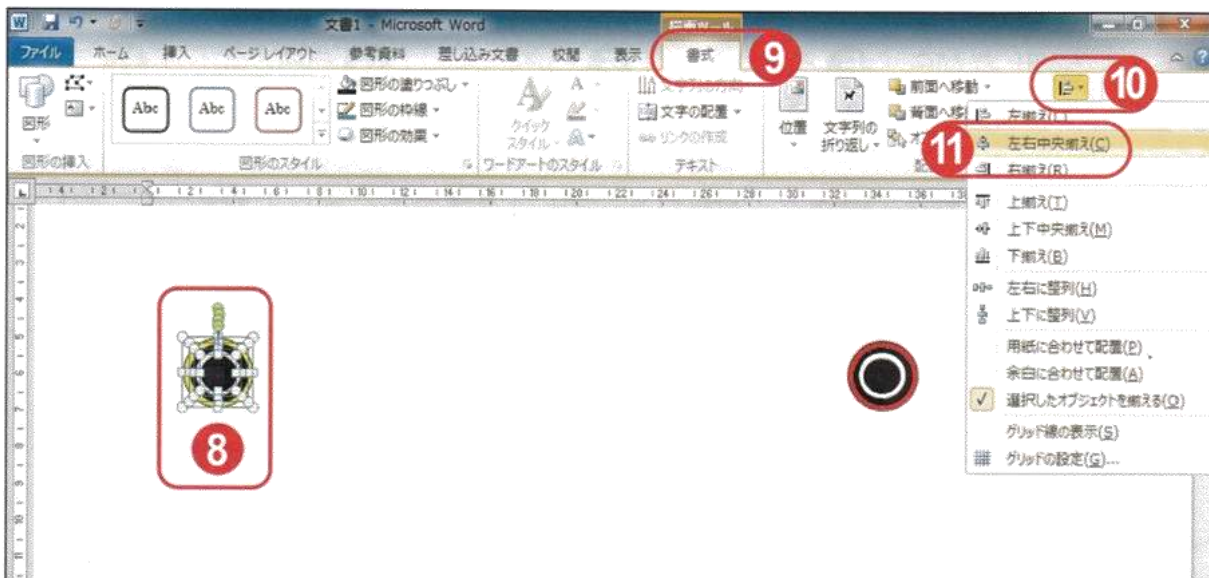 文書1 - Microsoft Word
描画ツール
ファイル ホーム 挿入 ページ レイアウト 参考資料 差し込み文書 校閲 表示 書式
9
10
図形
Abc Abc Abc
図形の塗りつぶし
図形の枠線
図形の効果
クイック
スタイル
A
文字の配置
リンクの作成
位置
文字列の
折り返し
前面へ移動
背面へ移
図形の挿入 図形のスタイル ワードアートのスタイル テキスト
11
左揃え(L)
左右中央揃え(C)
右揃え(R)
上揃え(T)
上下中央揃え(M)
下揃え(B)
左右に整列(H)
上下に整列(V)
用紙に合わせて配置(P)
余白に合わせて配置(A)
選択したオブジェクトを揃える(O)
グリッド線の表示(S)
グリッドの設定(G)...
8